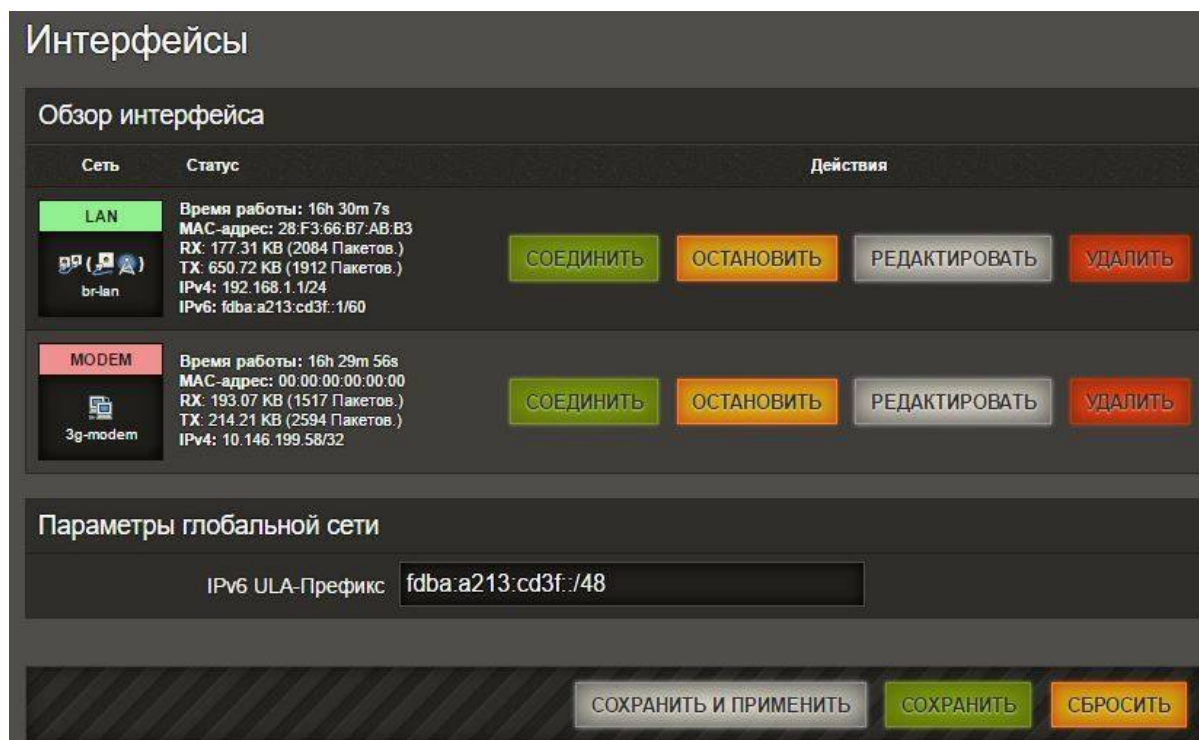 Интерфейсы
Обзор интерфейса
Сеть Статус Действия
LAN
br-lan
Время работы: 16h 30m 7s
MAC-адрес: 28:F3:66:B7:AB:B3
RX: 177.31 KB (2084 Пакетов.)
TX: 650.72 KB (1912 Пакетов.)
IPv4: 192.168.1.1/24
IPv6: fdba:a213:cd3f::1/60
СОЕДИНИТЬ ОСТАНОВИТЬ РЕДАКТИРОВАТЬ УДАЛИТЬ
MODEM
3g-modem
Время работы: 16h 29m 56s
MAC-адрес: 00:00:00:00:00:00
RX: 193.07 KB (1517 Пакетов.)
TX: 214.21 KB (2594 Пакетов.)
IPv4: 10.146.199.58/32
СОЕДИНИТЬ ОСТАНОВИТЬ РЕДАКТИРОВАТЬ УДАЛИТЬ
Параметры глобальной сети
IPv6 ULA-Префикс fdba:a213:cd3f::/48
СОХРАНИТЬ И ПРИМЕНИТЬ СОХРАНИТЬ СБРОСИТЬ